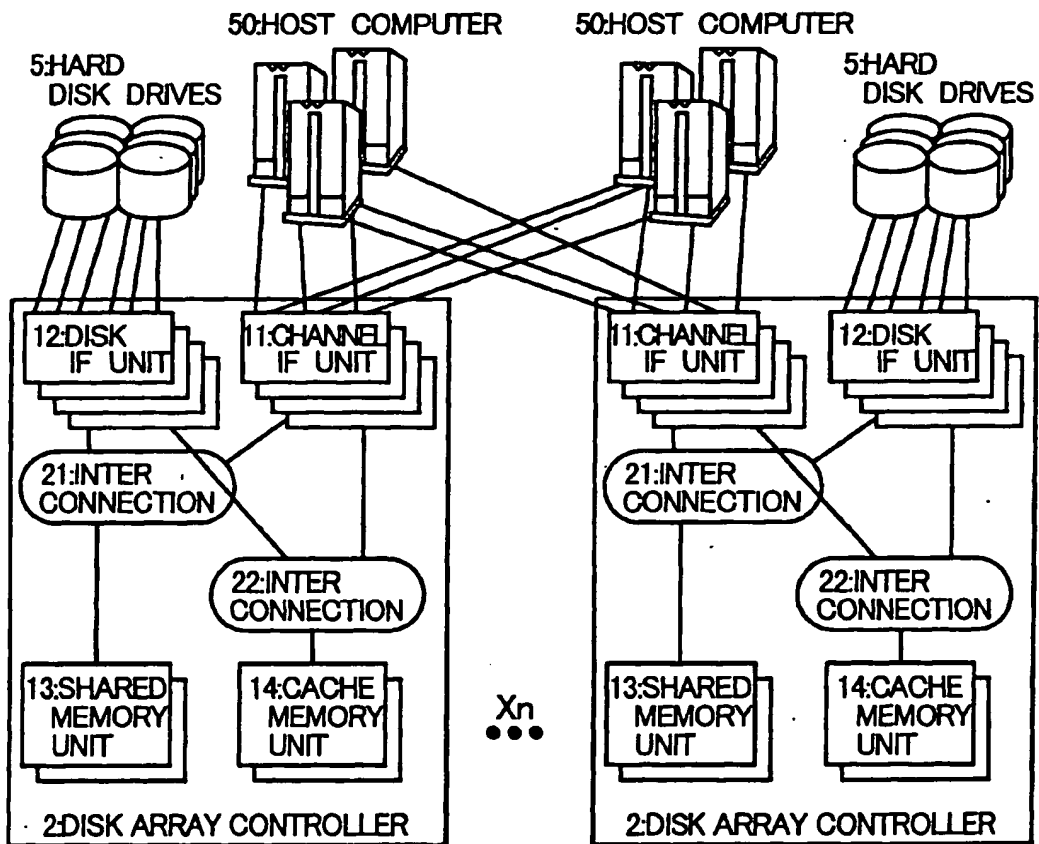 50:HOST COMPUTER
50:HOST COMPUTER
5:HARD
DISK DRIVES
5:HARD
DISK DRIVES
12:DISK
IF UNIT
11:CHANNEL
IF UNIT
11:CHANNEL
IF UNIT
12:DISK
IF UNIT
21:INTER
CONNECTION
21:INTER
CONNECTION
22:INTER
CONNECTION
22:INTER
CONNECTION
13:SHARED
MEMORY
UNIT
14:CACHE
MEMORY
UNIT
Xn
13:SHARED
MEMORY
UNIT
14:CACHE
MEMORY
UNIT
2:DISK ARRAY CONTROLLER
2:DISK ARRAY CONTROLLER